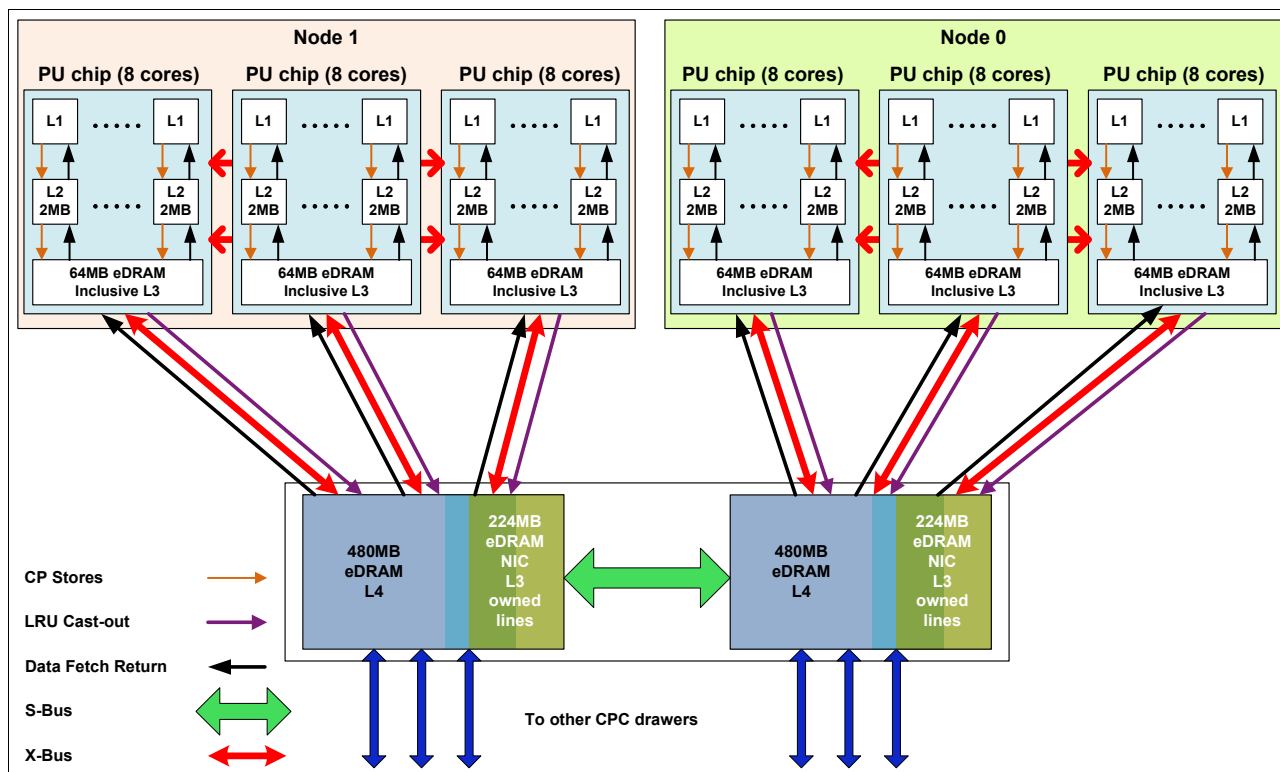 Node 1
Node 0
PU chip (8 cores)
PU chip (8 cores)
PU chip (8 cores)
PU chip (8 cores)
PU chip (8 cores)
PU chip (8 cores)
L1
.....
L1
L1
.....
L1
L1
.....
L1
L1
.....
L1
L1
.....
L1
L1
.....
L1
L2
2MB
.....
L2
2MB
L2
2MB
.....
L2
2MB
L2
2MB
.....
L2
2MB
L2
2MB
.....
L2
2MB
L2
2MB
.....
L2
2MB
L2
2MB
.....
L2
2MB
64MB eDRAM
Inclusive L3
64MB eDRAM
Inclusive L3
64MB eDRAM
Inclusive L3
64MB eDRAM
Inclusive L3
64MB eDRAM
Inclusive L3
64MB eDRAM
Inclusive L3
480MB
eDRAM
L4
224MB
eDRAM
NIC
L3
owned
lines
480MB
eDRAM
L4
224MB
eDRAM
NIC
L3
owned
lines
CP Stores
LRU Cast-out
Data Fetch Return
S-Bus
X-Bus
To other CPC drawers